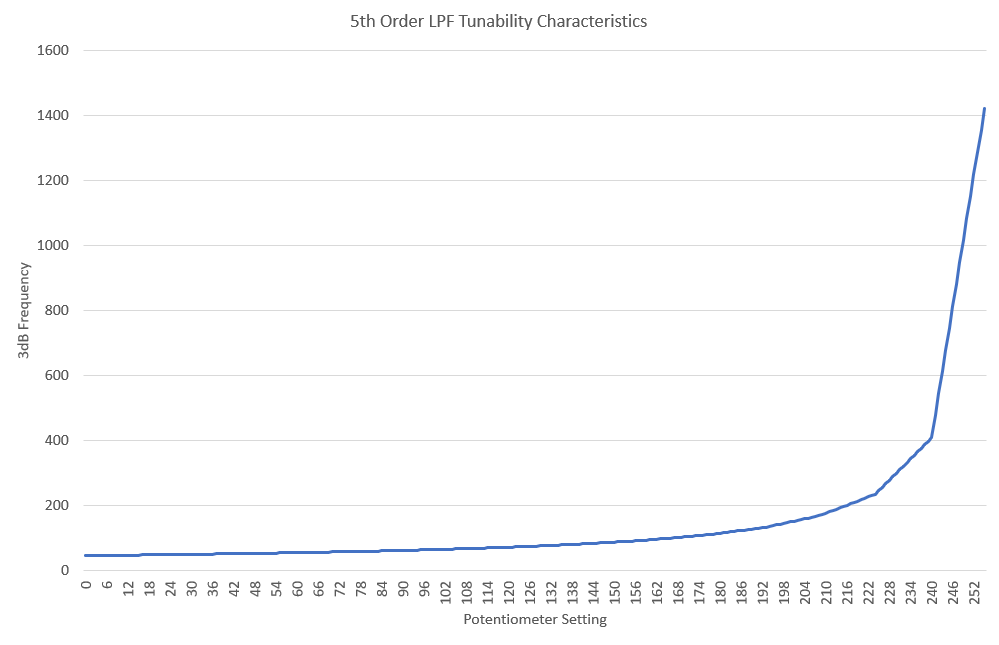 5th Order LPF Tunability Characteristics
1600
1400
1200
1000
800
600
400
200
0
3dB Frequency
0 6 12 18 24 30 36 42 48 54 60 66 72 78 84 90 96 102 108 114 120 126 132 138 144 150 156 162 168 174 180 186 192 198 204 210 216 222 228 234 240 246 252
Potentiometer Setting